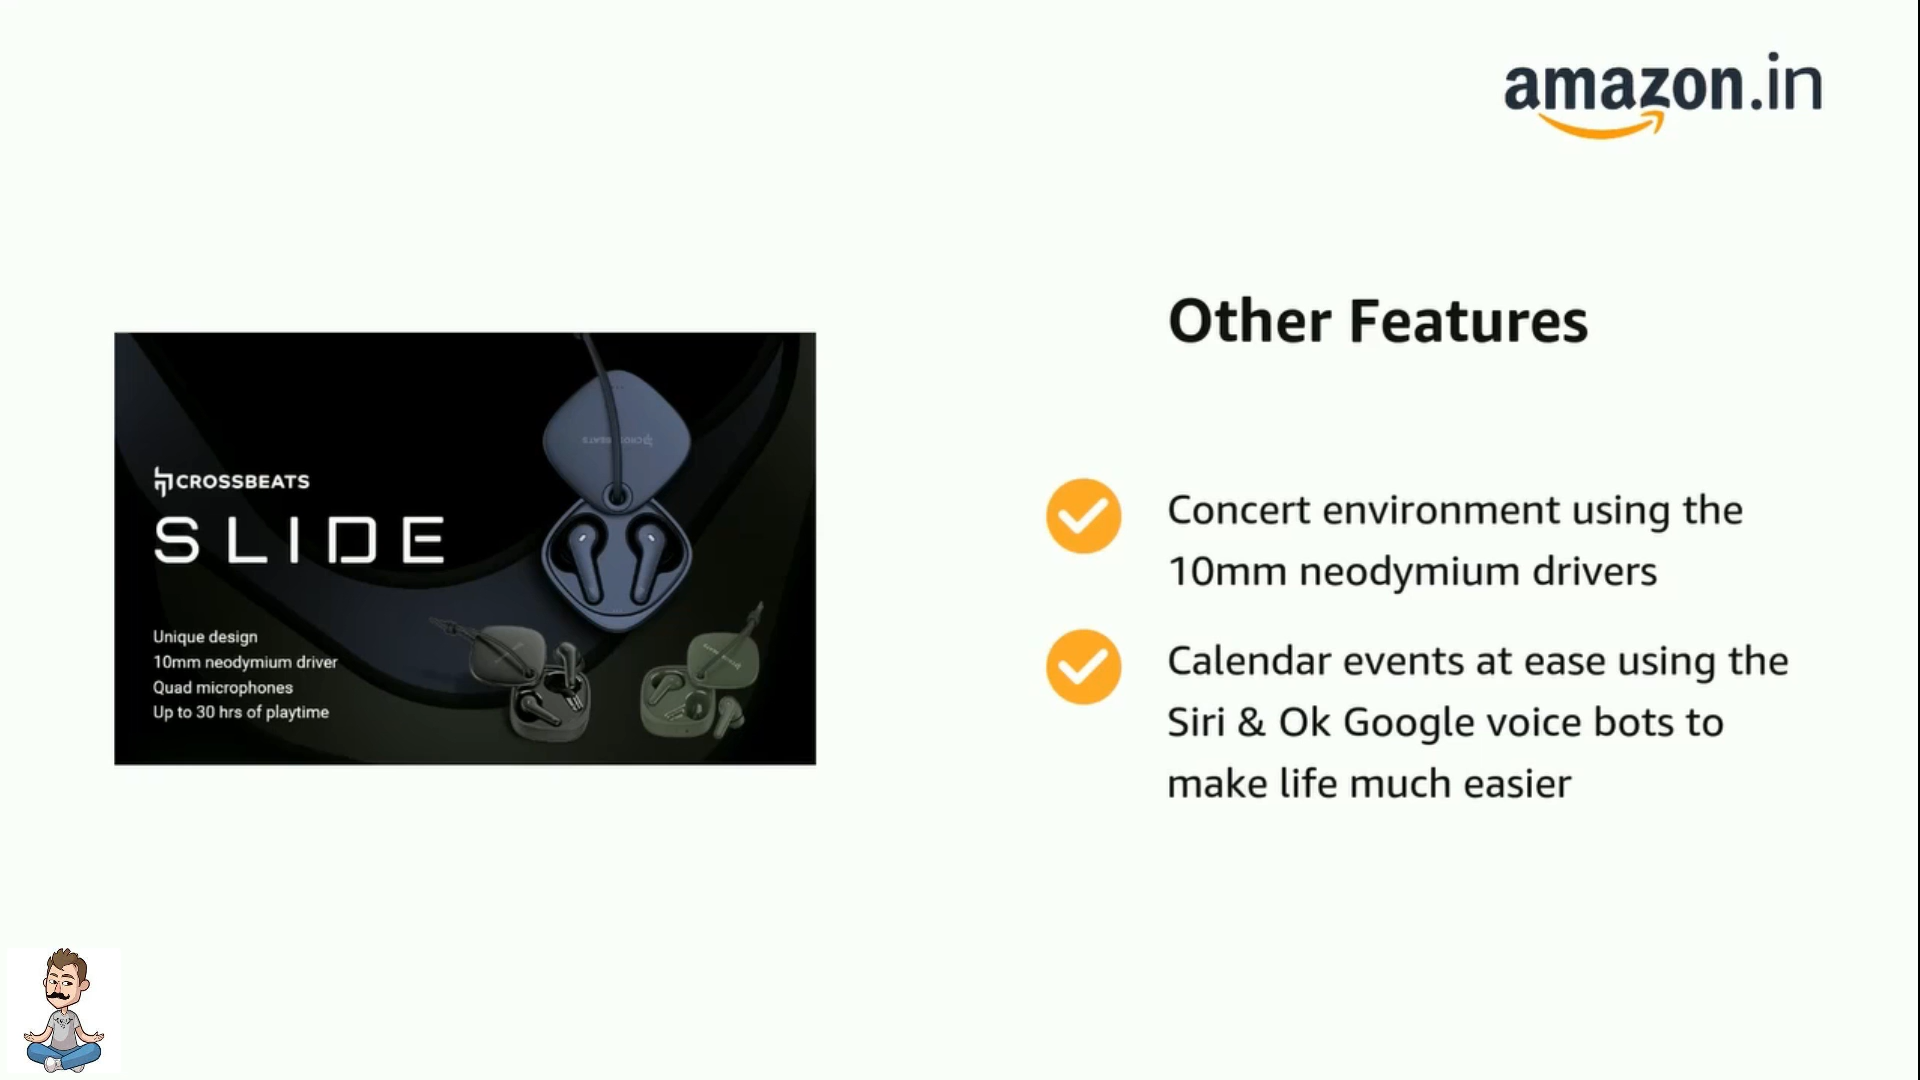 amazon.in
CROSSBEATS
SLIDE
Unique design
10mm neodymium driver
Quad microphones
Up to 30 hrs of playtime
CROSSBEATS
Other Features
Concert environment using the
10mm neodymium drivers
Calendar events at ease using the
Siri & Ok Google voice bots to
make life much easier